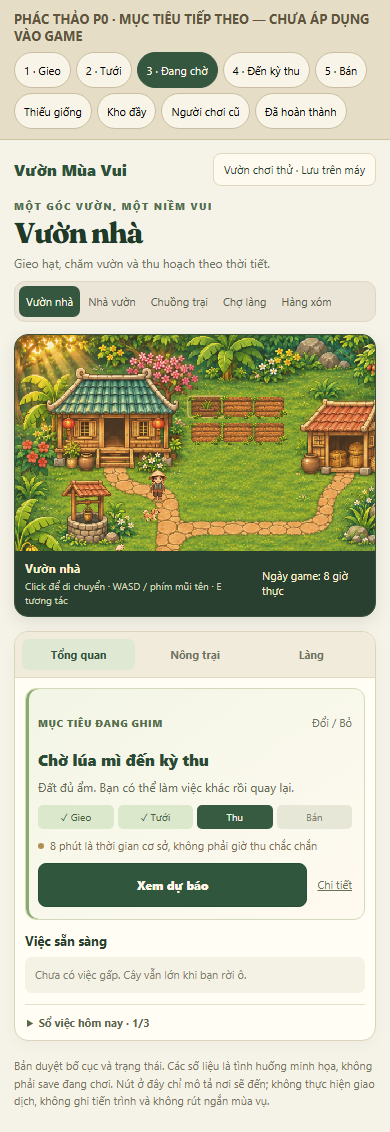 PHÁC THẢO P0 · MỤC TIÊU TIẾP THEO — CHƯA ÁP DỤNG
VÀO GAME
1 · Gieo
2 · Tưới
3 · Đang chờ
4 · Đến kỳ thu
5 · Bán
Thiếu giống
Kho đầy
Người chơi cũ
Đã hoàn thành
Vườn Mùa Vui
Vườn chơi thử · Lưu trên máy
MỘT GÓC VƯỜN, MỘT NIỀM VUI
Vườn nhà
Gieo hạt, chăm vườn và thu hoạch theo thời tiết.
Vườn nhà
Nhà vườn
Chuồng trại
Chợ làng
Hàng xóm
Vườn nhà
Click để di chuyển · WASD / phím mũi tên · E
tương tác
Ngày game: 8 giờ
thực
Tổng quan
Nông trại
Làng
MỤC TIÊU ĐANG GHIM
Đổi / Bỏ
Chờ lúa mì đến kỳ thu
Đất đủ ẩm. Bạn có thể làm việc khác rồi quay lại.
✓ Gieo
✓ Tưới
Thu
Bán
8 phút là thời gian cơ sở, không phải giờ thu chắc chắn
Xem dự báo
Chi tiết
Việc sẵn sàng
Chưa có việc gấp. Cây vẫn lớn khi bạn rời ô.
▶ Sổ việc hôm nay · 1/3
Bản duyệt bố cục và trạng thái. Các số liệu là tình huống minh họa, không
phải save đang chơi. Nút ở đây chỉ mô tả nơi sẽ đến; không thực hiện giao
dịch, không ghi tiến trình và không rút ngắn mùa vụ.